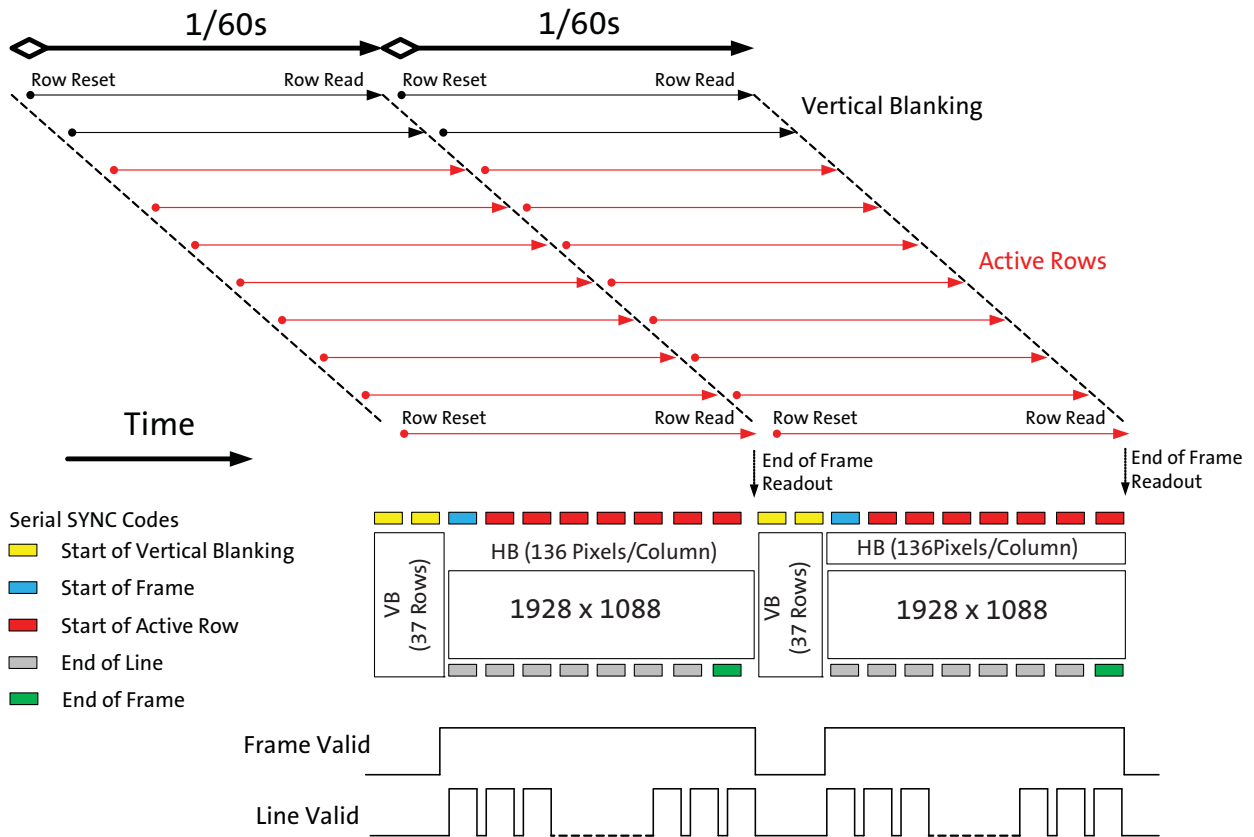 1/60s
1/60s
Row Reset
Row Read
Row Reset
Row Read
Vertical Blanking
Active Rows
Row Reset
Row Read
Row Reset
Row Read
Time
End of Frame
Readout
End of Frame
Readout
Serial SYNC Codes
Start of Vertical Blanking
Start of Frame
Start of Active Row
End of Line
End of Frame
VB
(37 Rows)
HB (136 Pixels/Column)
1928 x 1088
VB
(37 Rows)
HB (136Pixels/Column)
1928 x 1088
Frame Valid
Line Valid